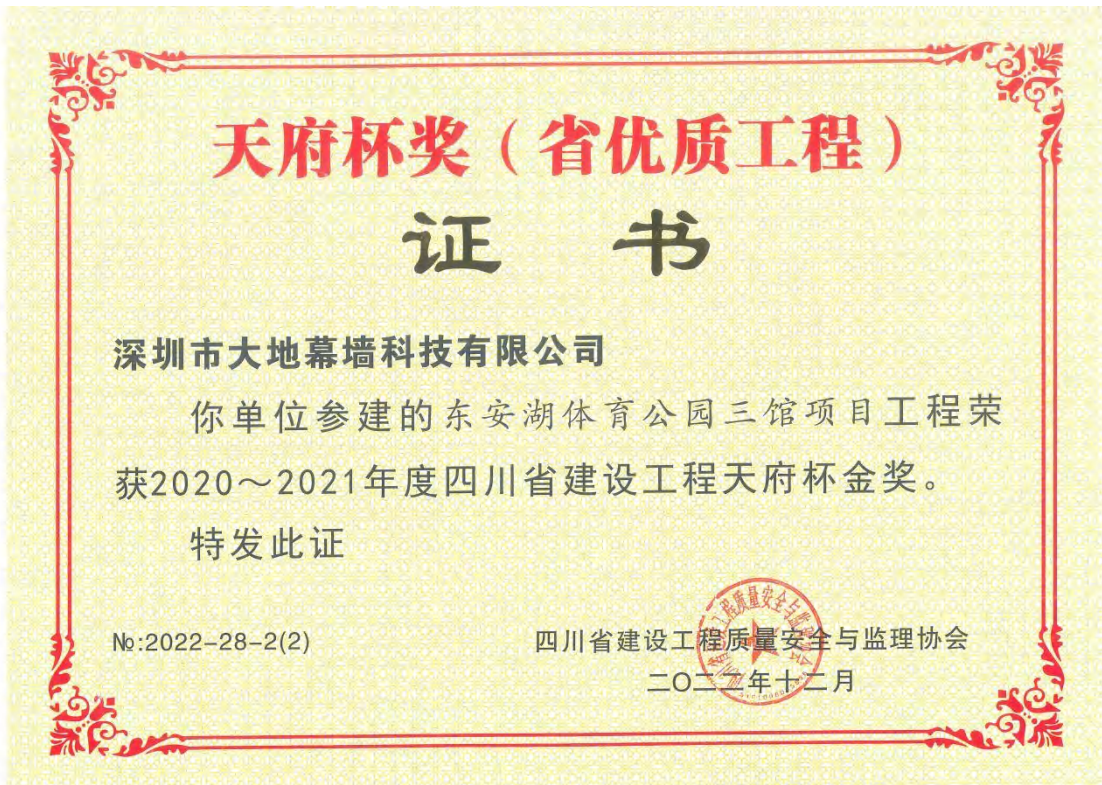 天府杯奖（省优质工程）
证 书
深圳市大地幕墙科技有限公司
你单位参建的东安湖体育公园三馆项目工程荣
获2020～2021年度四川省建设工程天府杯金奖。
特发此证
№:2022-28-2(2)
四川省建设工程质量安全与监理协会
二〇二二年十二月